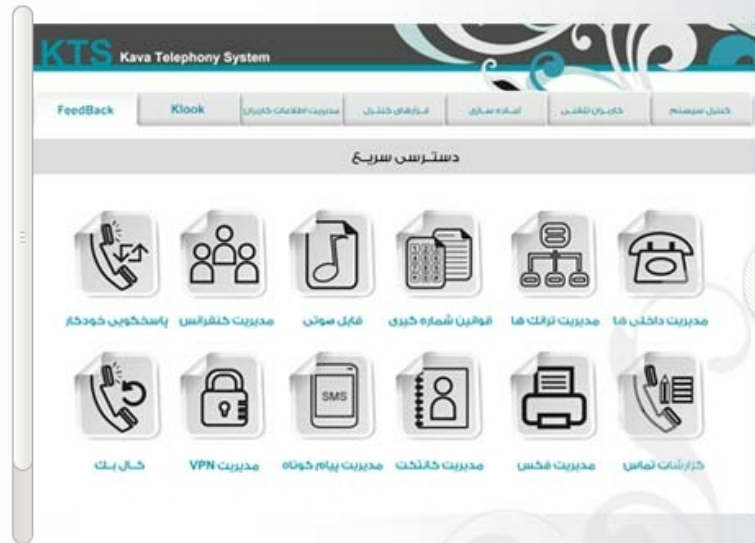 KTS Kava Telephony System
کنترل سیستم
کاربران تلفنی
آماده سازی
ابزارهای کنترل
مدیریت اطلاعات کاربران
Klook
FeedBack
دسترسی سریع
مدیریت داخلی ها
مدیریت ترانک ها
قوانین شماره گیری
فایل صوتی
مدیریت کنفرانس
پاسخگویی خودکار
SMS
گزارشات تماس
مدیریت فکس
مدیریت کانتکت
مدیریت پیام کوتاه
مدیریت VPN
کال بک